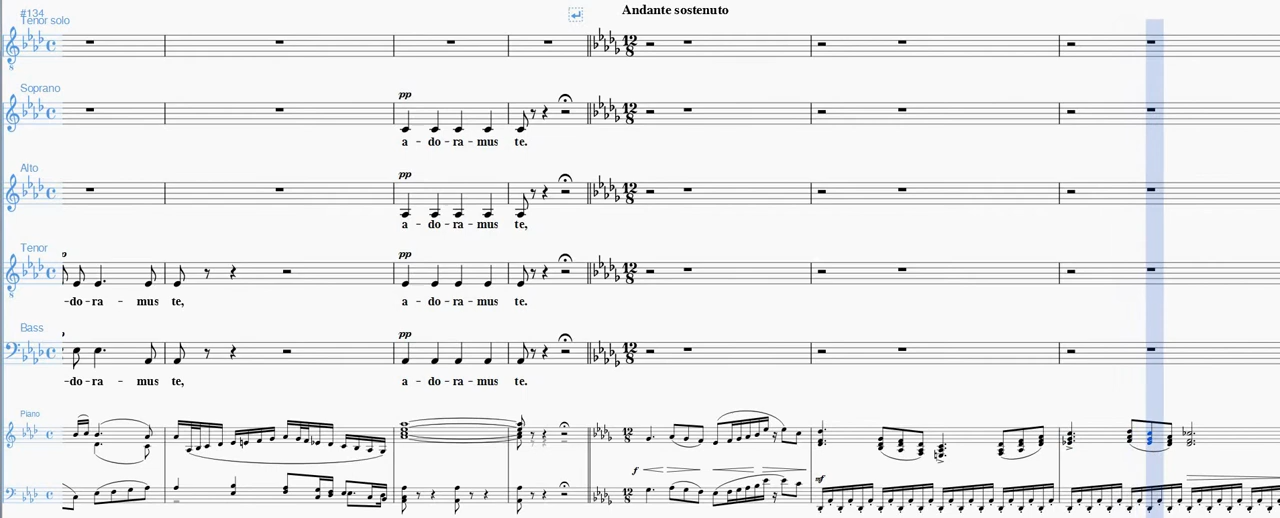 #134
Andante sostenuto
Tenor solo
Soprano
pp
a - do - ra - mus te.
Alto
pp
a - do - ra - mus te,
Tenor
pp
-do - ra - mus te, a - do - ra - mus te.
Bass
pp
-do - ra - mus te, a - do - ra - mus te.
Piano
f
mf